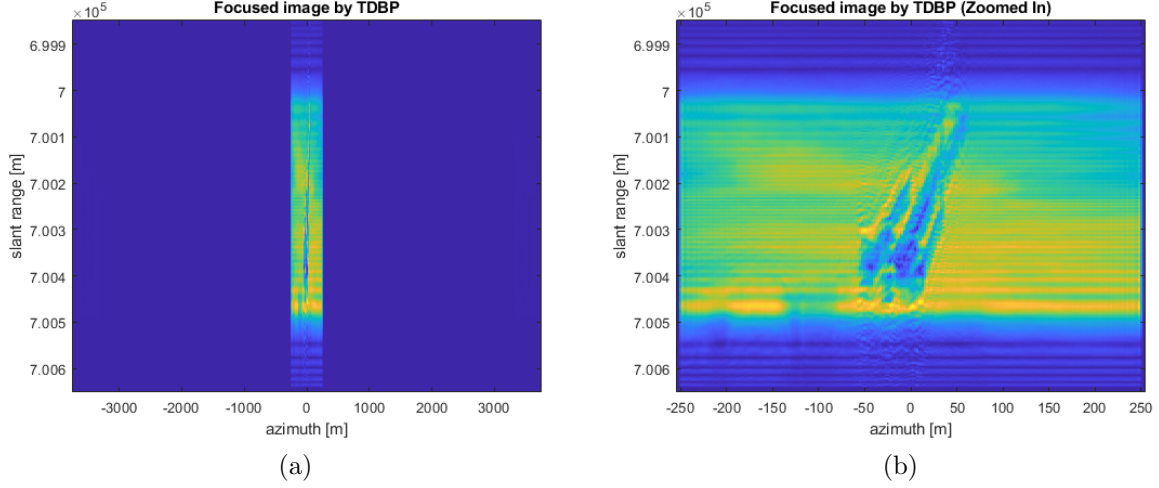 Focused image by TDBP
× 10^5
6.999
7
7.001
7.002
7.003
7.004
7.005
7.006
slant range [m]
-3000 -2000 -1000 0 1000 2000 3000
azimuth [m]
(a)
Focused image by TDBP (Zoomed In)
× 10^5
6.999
7
7.001
7.002
7.003
7.004
7.005
7.006
slant range [m]
-250 -200 -150 -100 -50 0 50 100 150 200 250
azimuth [m]
(b)